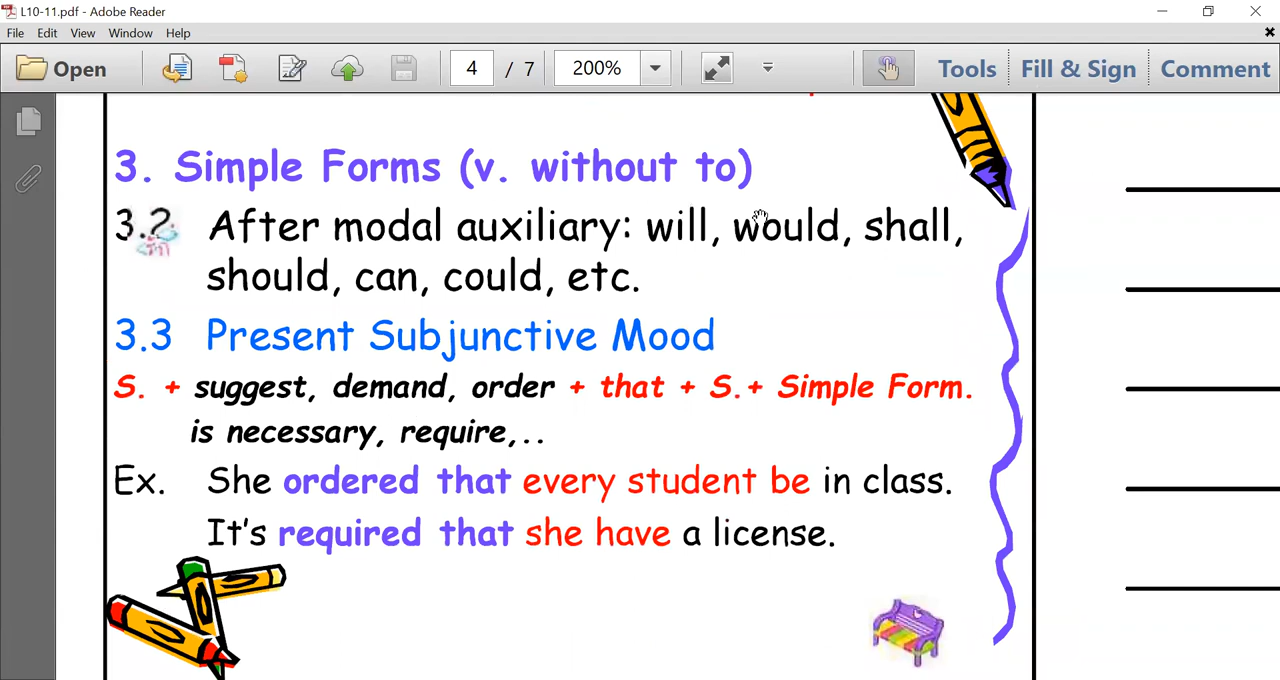 L10-11.pdf - Adobe Reader
File Edit View Window Help
Open 4 / 7 200% Tools Fill & Sign Comment
3. Simple Forms (v. without to)
3.2 After modal auxiliary: will, would, shall,
should, can, could, etc.
3.3 Present Subjunctive Mood
S. + suggest, demand, order + that + S. + Simple Form.
is necessary, require,..
Ex. She ordered that every student be in class.
It's required that she have a license.